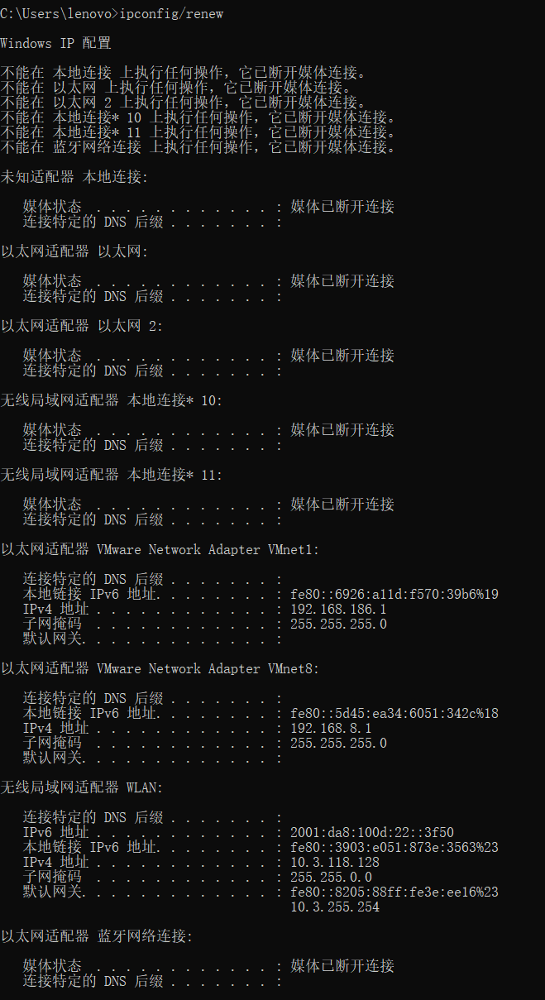 C:\Users\lenovo>ipconfig/renew
Windows IP 配置
不能在 本地连接 上执行任何操作，它已断开媒体连接。
不能在 以太网 上执行任何操作，它已断开媒体连接。
不能在 以太网 2 上执行任何操作，它已断开媒体连接。
不能在 本地连接* 10 上执行任何操作，它已断开媒体连接。
不能在 本地连接* 11 上执行任何操作，它已断开媒体连接。
不能在 蓝牙网络连接 上执行任何操作，它已断开媒体连接。
未知适配器 本地连接:
媒体状态  . . . . . . . . . . . . : 媒体已断开连接
连接特定的 DNS 后缀 . . . . . . . :
以太网适配器 以太网:
媒体状态  . . . . . . . . . . . . : 媒体已断开连接
连接特定的 DNS 后缀 . . . . . . . :
以太网适配器 以太网 2:
媒体状态  . . . . . . . . . . . . : 媒体已断开连接
连接特定的 DNS 后缀 . . . . . . . :
无线局域网适配器 本地连接* 10:
媒体状态  . . . . . . . . . . . . : 媒体已断开连接
连接特定的 DNS 后缀 . . . . . . . :
无线局域网适配器 本地连接* 11:
媒体状态  . . . . . . . . . . . . : 媒体已断开连接
连接特定的 DNS 后缀 . . . . . . . :
以太网适配器 VMware Network Adapter VMnet1:
连接特定的 DNS 后缀 . . . . . . . :
本地链接 IPv6 地址. . . . . . . . : fe80::6926:a11d:f570:39b6%19
IPv4 地址 . . . . . . . . . . . . : 192.168.186.1
子网掩码  . . . . . . . . . . . . : 255.255.255.0
默认网关. . . . . . . . . . . . . :
以太网适配器 VMware Network Adapter VMnet8:
连接特定的 DNS 后缀 . . . . . . . :
本地链接 IPv6 地址. . . . . . . . : fe80::5d45:ea34:6051:342c%18
IPv4 地址 . . . . . . . . . . . . : 192.168.8.1
子网掩码  . . . . . . . . . . . . : 255.255.255.0
默认网关. . . . . . . . . . . . . :
无线局域网适配器 WLAN:
连接特定的 DNS 后缀 . . . . . . . :
IPv6 地址 . . . . . . . . . . . . : 2001:da8:100d:22::3f50
本地链接 IPv6 地址. . . . . . . . : fe80::3903:e051:873e:3563%23
IPv4 地址 . . . . . . . . . . . . : 10.3.118.128
子网掩码  . . . . . . . . . . . . : 255.255.0.0
默认网关. . . . . . . . . . . . . : fe80::8205:88ff:fe3e:ee16%23
10.3.255.254
以太网适配器 蓝牙网络连接:
媒体状态  . . . . . . . . . . . . : 媒体已断开连接
连接特定的 DNS 后缀 . . . . . . . :